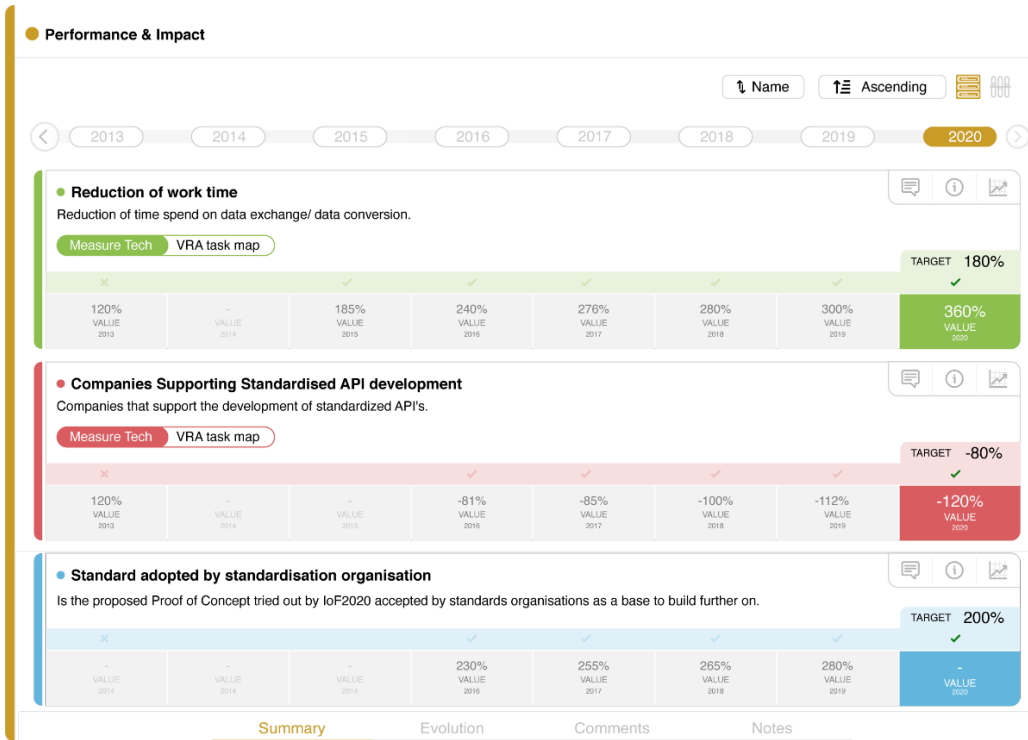 Performance & Impact
Name Ascending
2013 2014 2015 2016 2017 2018 2019 2020
Reduction of work time
Reduction of time spend on data exchange/ data conversion.
Measure Tech VRA task map
TARGET 180%
120% - 185% 240% 276% 280% 300% 360%
VALUE VALUE VALUE VALUE VALUE VALUE VALUE VALUE
2013 2014 2015 2016 2017 2018 2019 2020
Companies Supporting Standardised API development
Companies that support the development of standardized API's.
Measure Tech VRA task map
TARGET -80%
120% - - -81% -85% -100% -112% -120%
VALUE VALUE VALUE VALUE VALUE VALUE VALUE VALUE
2013 2014 2015 2016 2017 2018 2019 2020
Standard adopted by standardisation organisation
Is the proposed Proof of Concept tried out by IoF2020 accepted by standards organisations as a base to build further on.
TARGET 200%
- - - 230% 255% 265% 280% -
VALUE VALUE VALUE VALUE VALUE VALUE VALUE VALUE
2014 2014 2014 2016 2017 2018 2019 2020
Summary Evolution Comments Notes